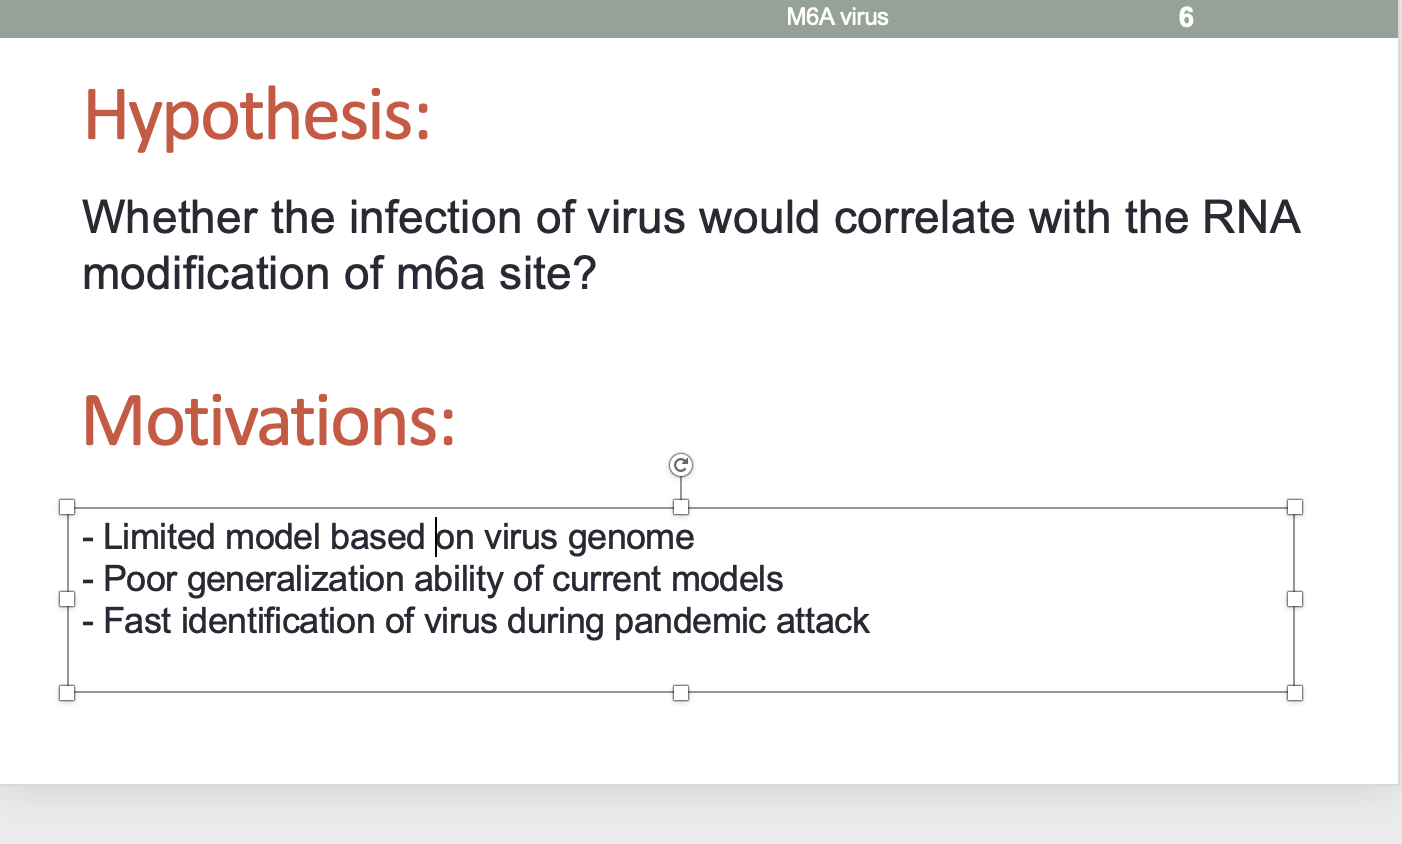 M6A virus 6
Hypothesis:
Whether the infection of virus would correlate with the RNA
modification of m6a site?
Motivations:
- Limited model based on virus genome
- Poor generalization ability of current models
- Fast identification of virus during pandemic attack